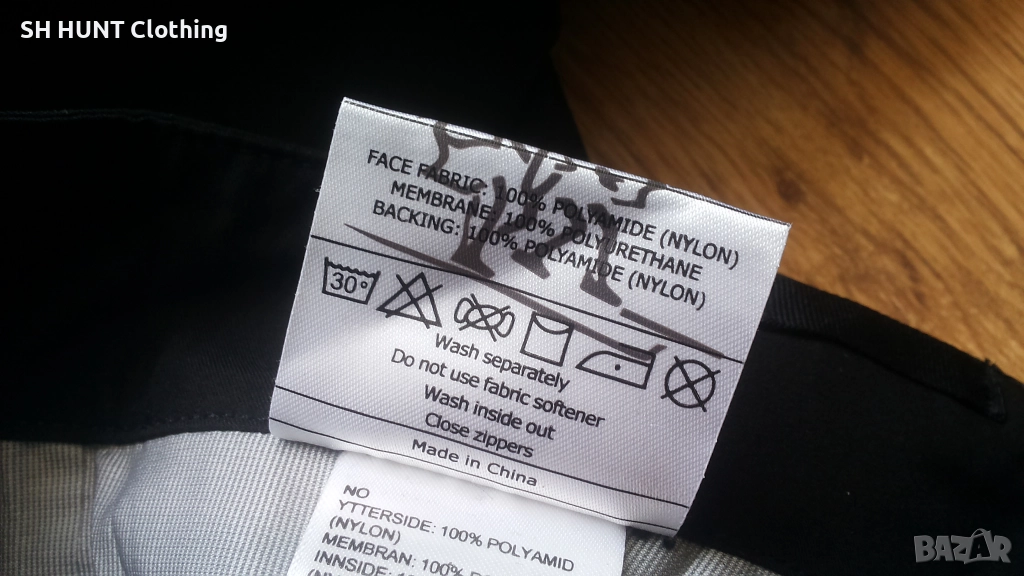 SH HUNT Clothing
FACE FABRIC: 100% POLYAMIDE (NYLON)
MEMBRANE: 100% POLYURETHANE
BACKING: 100% POLYAMIDE (NYLON)
30°
Wash separately
Do not use fabric softener
Wash inside out
Close zippers
Made in China
NO
YTTERSIDE: 100% POLYAMID
(NYLON)
MEMBRAN: 100%
INNSIDE:
BAZAR